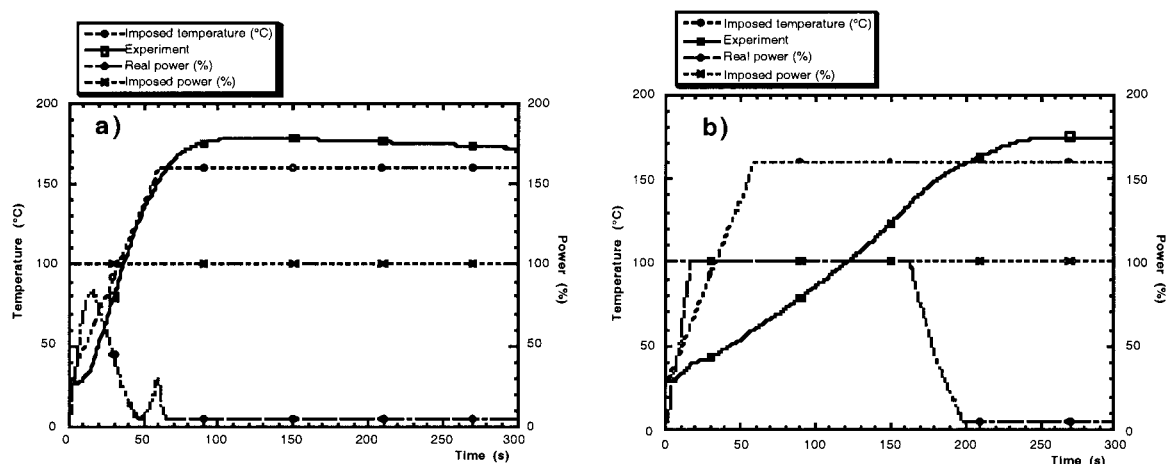 Imposed temperature (°C)
Experiment
Real power (%)
Imposed power (%)
a)
200
150
100
50
0
Temperature (°C)
200
150
100
50
0
Power (%)
0 50 100 150 200 250 300
Time (s)
Imposed temperature (°C)
Experiment
Real power (%)
Imposed power (%)
b)
200
150
100
50
0
Temperature (°C)
200
150
100
50
0
Power (%)
0 50 100 150 200 250 300
Time (s)